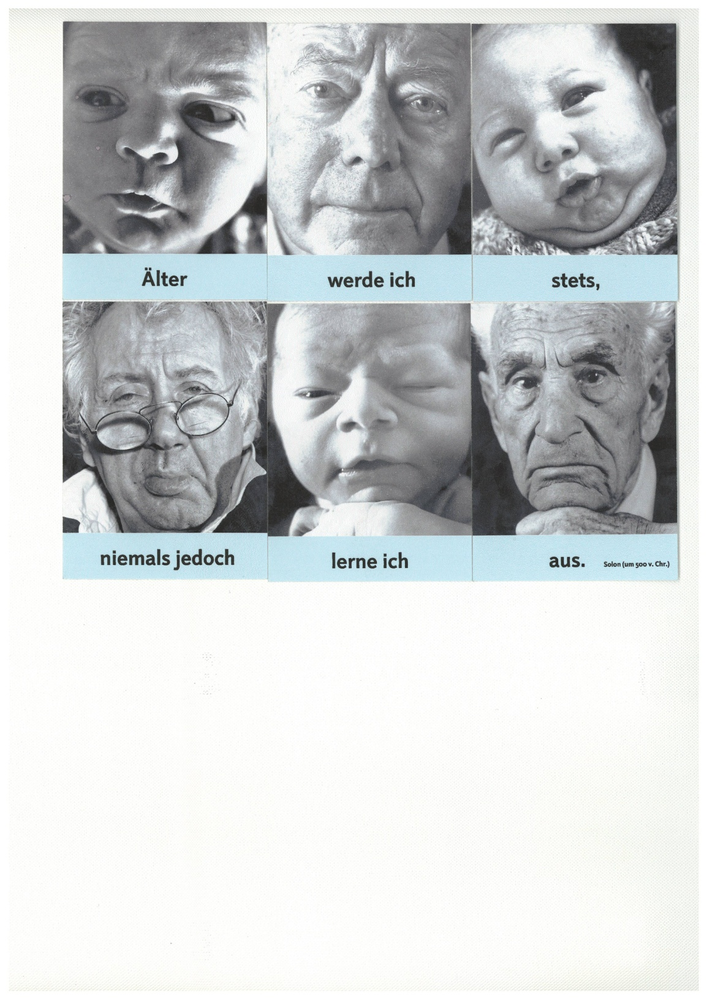 Älter
werde ich
stets,
niemals jedoch
lerne ich
aus.
Solon (um 500 v. Chr.)